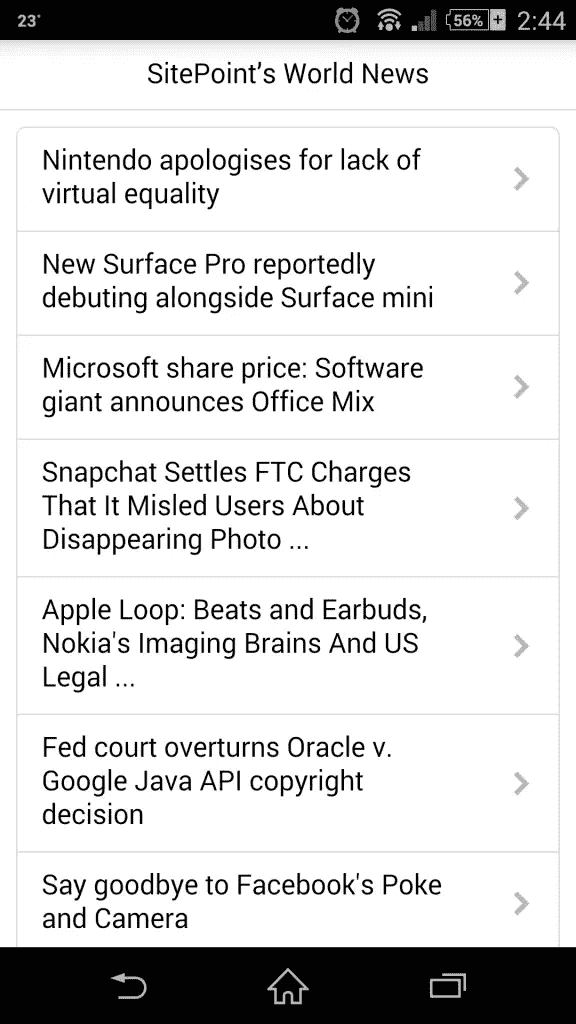 23°
56%
2:44
SitePoint’s World News
Nintendo apologises for lack of
virtual equality
New Surface Pro reportedly
debuting alongside Surface mini
Microsoft share price: Software
giant announces Office Mix
Snapchat Settles FTC Charges
That It Misled Users About
Disappearing Photo ...
Apple Loop: Beats and Earbuds,
Nokia's Imaging Brains And US
Legal ...
Fed court overturns Oracle v.
Google Java API copyright
decision
Say goodbye to Facebook's Poke
and Camera